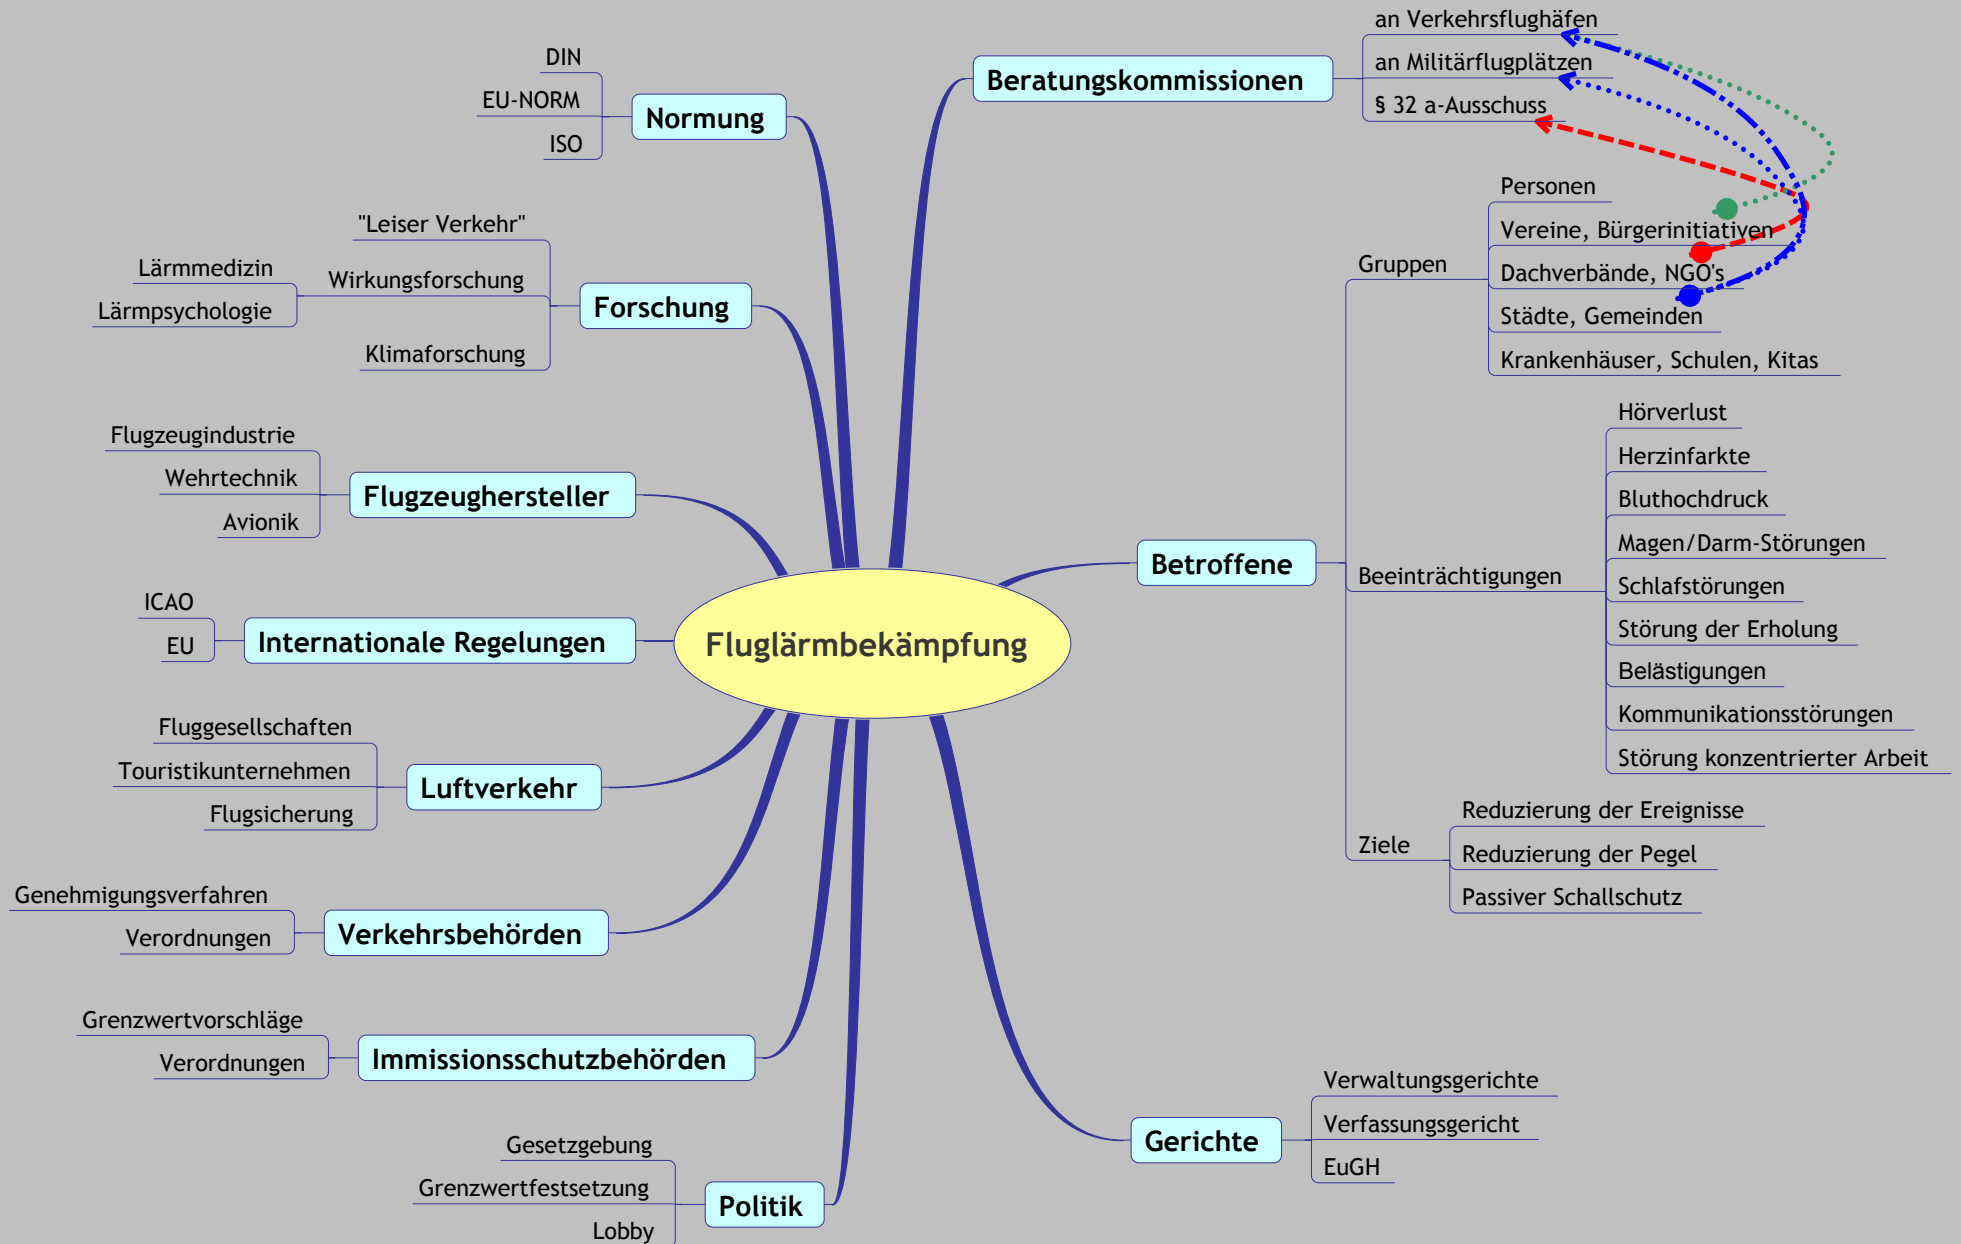 Fluglärmbekämpfung
Normung
DIN
EU-NORM
ISO
Forschung
"Leiser Verkehr"
Wirkungsforschung
Lärmmedizin
Lärmpsychologie
Klimaforschung
Flugzeughersteller
Flugzeugindustrie
Wehrtechnik
Avionik
Internationale Regelungen
ICAO
EU
Luftverkehr
Fluggesellschaften
Touristikunternehmen
Flugsicherung
Verkehrsbehörden
Genehmigungsverfahren
Verordnungen
Immissionsschutzbehörden
Grenzwertvorschläge
Verordnungen
Politik
Gesetzgebung
Grenzwertfestsetzung
Lobby
Beratungskommissionen
an Verkehrsflughäfen
an Militärflugplätzen
§ 32 a-Ausschuss
Betroffene
Gruppen
Personen
Vereine, Bürgerinitiativen
Dachverbände, NGO's
Städte, Gemeinden
Krankenhäuser, Schulen, Kitas
Beeinträchtigungen
Hörverlust
Herzinfarkte
Bluthochdruck
Magen/Darm-Störungen
Schlafstörungen
Störung der Erholung
Belästigungen
Kommunikationsstörungen
Störung konzentrierter Arbeit
Ziele
Reduzierung der Ereignisse
Reduzierung der Pegel
Passiver Schallschutz
Gerichte
Verwaltungsgerichte
Verfassungsgericht
EuGH